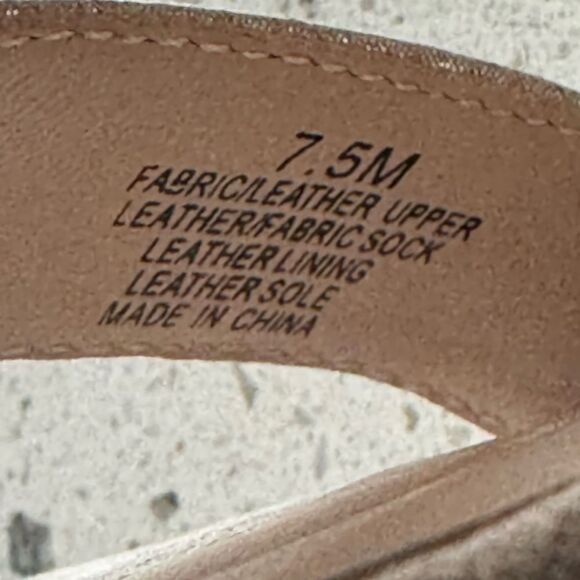 7.5M
FABRIC/LEATHER UPPER
LEATHER/FABRIC SOCK
LEATHER LINING
LEATHER SOLE
MADE IN CHINA